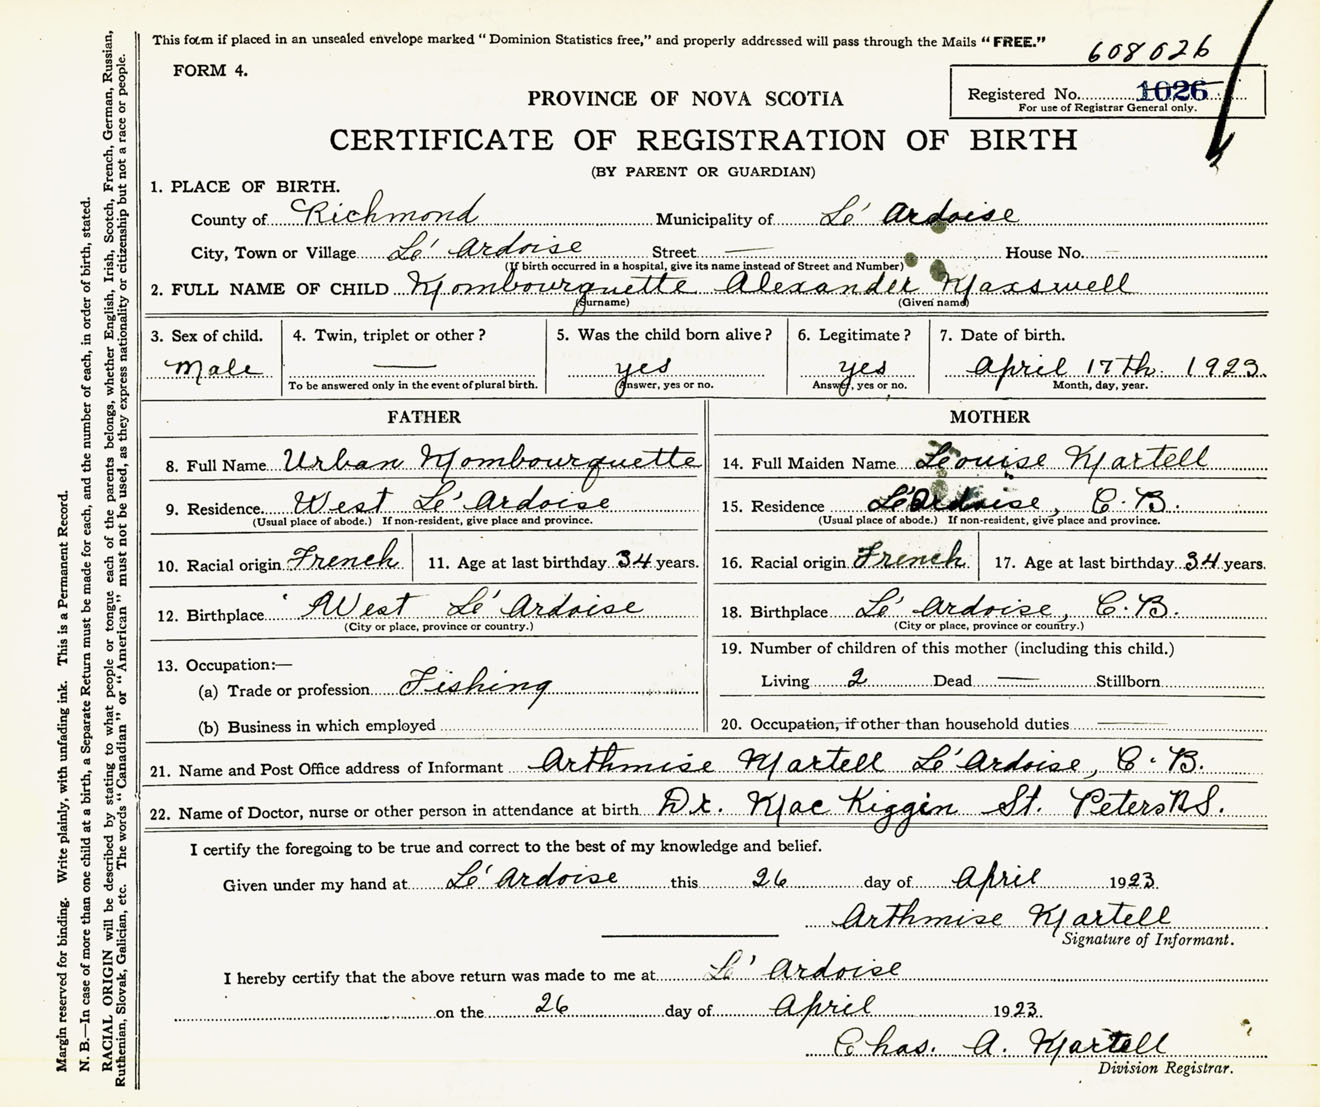 This form if placed in an unsealed envelope marked "Dominion Statistics free," and properly addressed will pass through the Mails "FREE."
608026
FORM 4.
Registered No. 1026
For use of Registrar General only.
PROVINCE OF NOVA SCOTIA
CERTIFICATE OF REGISTRATION OF BIRTH
(BY PARENT OR GUARDIAN)
1. PLACE OF BIRTH.
County of Richmond Municipality of Le' Ardoise
City, Town or Village Le' Ardoise Street — House No.
(If birth occurred in a hospital, give its name instead of Street and Number)
2. FULL NAME OF CHILD Mombourquette Alexander Maxswell
(Surname) (Given name)
3. Sex of child. 4. Twin, triplet or other? 5. Was the child born alive? 6. Legitimate? 7. Date of birth.
Male — yes yes April 17th. 1923.
To be answered only in the event of plural birth. Answer, yes or no. Answer, yes or no. Month, day, year.
FATHER
8. Full Name Urban Mombourquette
9. Residence. West Le' Ardoise
(Usual place of abode.) If non-resident, give place and province.
10. Racial origin French 11. Age at last birthday 34 years.
12. Birthplace West Le' Ardoise
(City or place, province or country.)
13. Occupation:—
(a) Trade or profession Fishing
(b) Business in which employed
MOTHER
14. Full Maiden Name Leouise Martell
15. Residence Le' Ardoise, C.B.
(Usual place of abode.) If non-resident, give place and province.
16. Racial origin French 17. Age at last birthday 34 years.
18. Birthplace Le' Ardoise, C.B.
(City or place, province or country.)
19. Number of children of this mother (including this child.)
Living 2 Dead — Stillborn
20. Occupation, if other than household duties —
21. Name and Post Office address of Informant Arthmise Martell Le' Ardoise, C.B.
22. Name of Doctor, nurse or other person in attendance at birth Dr. Mac Kiggin St. Peters N.S.
I certify the foregoing to be true and correct to the best of my knowledge and belief.
Given under my hand at Le' Ardoise this 26 day of April 1923.
Arthmise Martell
Signature of Informant.
I hereby certify that the above return was made to me at Le' Ardoise
on the 26 day of April 1923.
Chas. A. Martell
Division Registrar.
Margin reserved for binding. Write plainly, with unfading ink. This is a Permanent Record.
N. B.—In case of more than one child at a birth, a Separate Return must be made for each, and the number of each, in order of birth, stated.
RACIAL ORIGIN will be described by stating to what people or tongue each of the parents belongs, whether English, Irish, Scotch, French, German, Russian,
Ruthenian, Slovak, Galician, etc. The words "Canadian" or "American" must not be used, as they express nationality or citizenship but not a race or people.